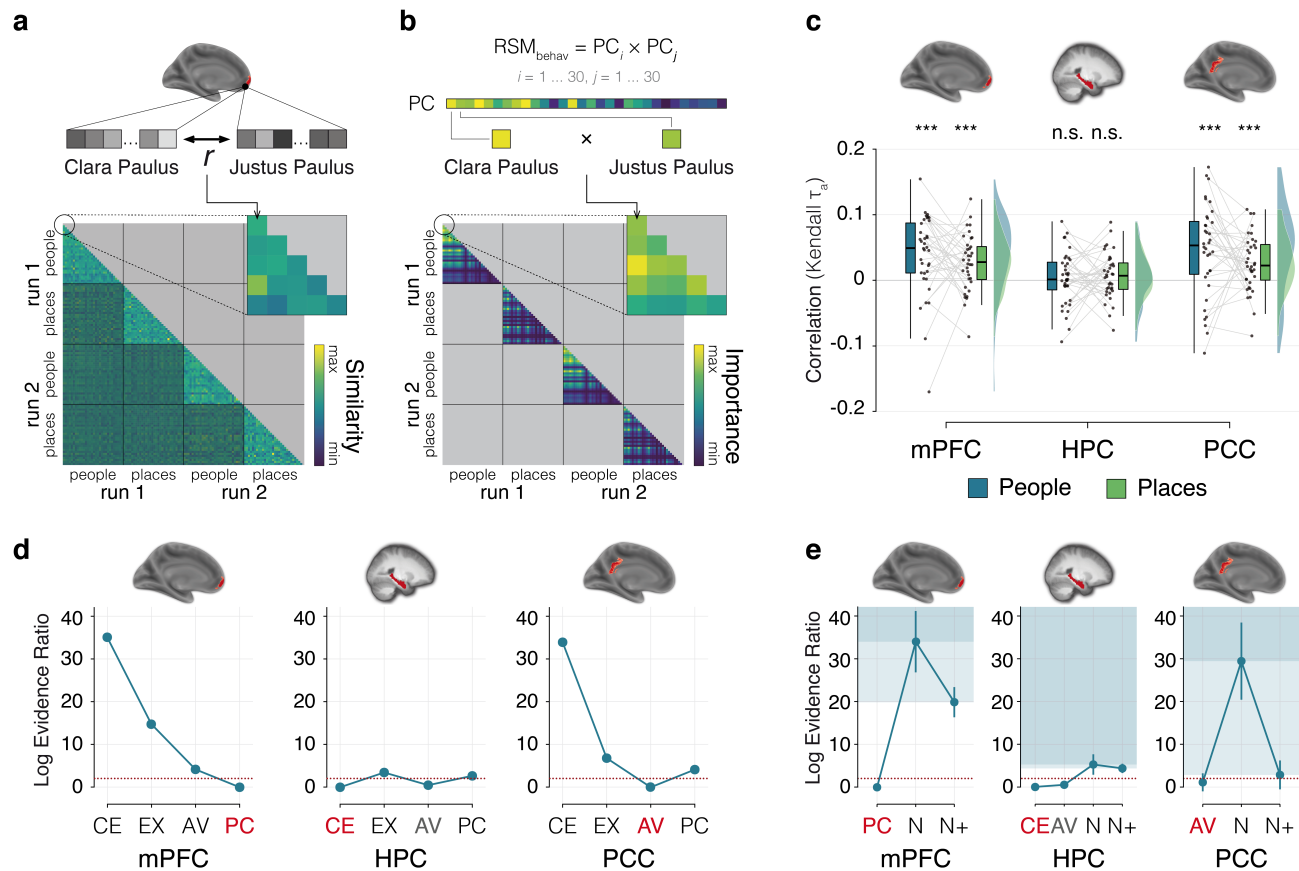 a
r
Clara Paulus
Justus Paulus
...
...
run 1
people
places
run 2
people
places
people
places
people
places
run 1
run 2
max
min
Similarity
b
RSMbehav = PCi × PCj
i = 1 ... 30, j = 1 ... 30
PC
×
Clara Paulus
Justus Paulus
run 1
people
places
run 2
people
places
people
places
people
places
run 1
run 2
max
min
Importance
c
*** ***
n.s. n.s.
*** ***
Correlation (Kendall τa)
0.2
0.1
0
-0.1
-0.2
mPFC
HPC
PCC
People
Places
d
Log Evidence Ratio
40
30
20
10
0
CE EX AV PC
mPFC
40
30
20
10
0
CE EX AV PC
HPC
40
30
20
10
0
CE EX AV PC
PCC
e
Log Evidence Ratio
40
30
20
10
0
PC N N+
mPFC
40
30
20
10
0
CE AV N N+
HPC
40
30
20
10
0
AV N N+
PCC